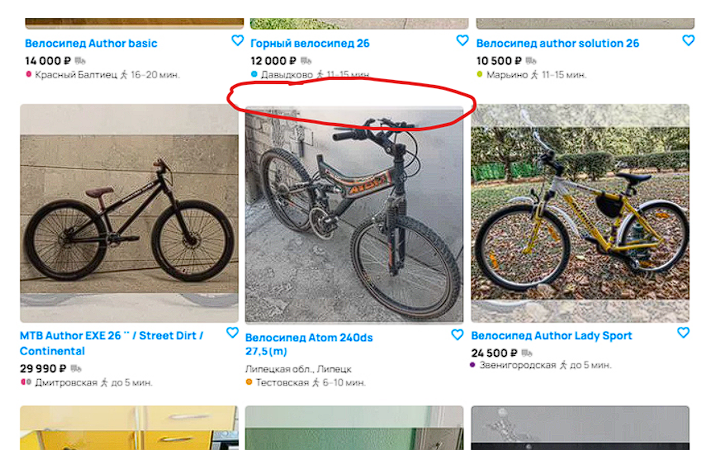 Велосипед Author basic
14 000 ₽
Красный Балтиец 16–20 мин.
Горный велосипед 26
12 000 ₽
Давыдково 11–15 мин.
Велосипед author solution 26
10 500 ₽
Марьино 11–15 мин.
ATOM
MTB Author EXE 26 '' / Street Dirt /
Continental
29 990 ₽
Дмитровская до 5 мин.
Велосипед Atom 240ds
27,5(m)
Липецкая обл., Липецк
Тестовская 6–10 мин.
Велосипед Author Lady Sport
24 500 ₽
Звенигородская до 5 мин.